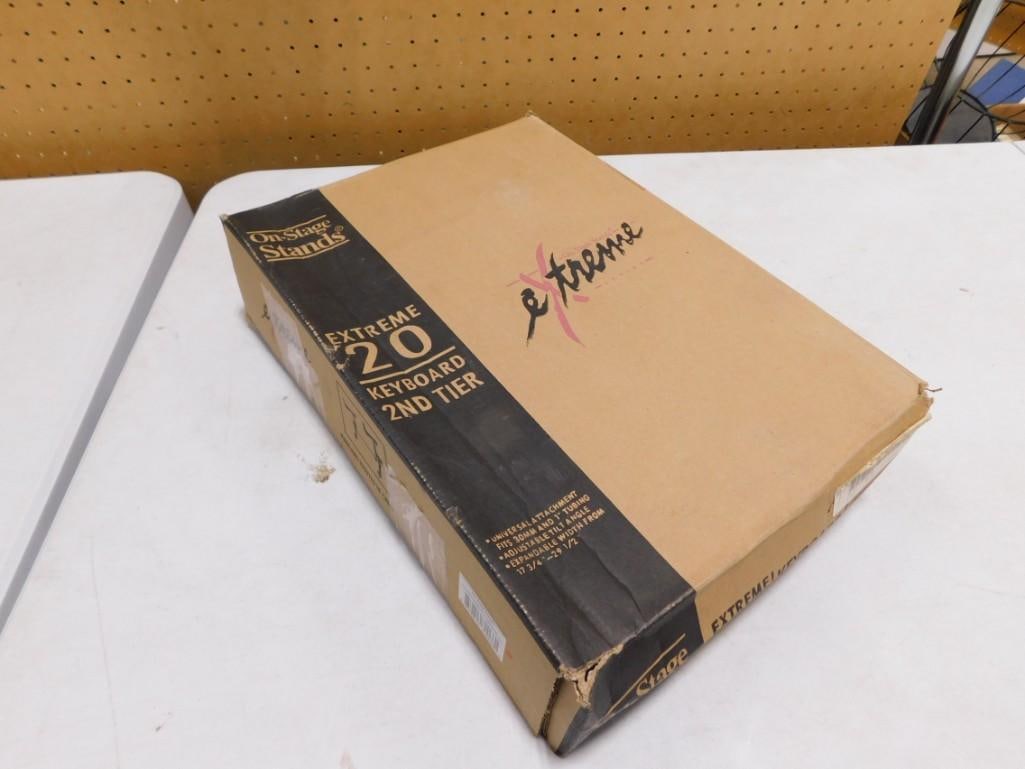 On-Stage
Stands®
EXTREME
20
KEYBOARD
2ND TIER
• UNIVERSAL ATTACHMENT
FITS 30MM AND 1" TUBING
• ADJUSTABLE TILT ANGLE
• EXPANDABLE WIDTH FROM
17 3/4"-29 1/2"
eXtreme
Stage
EXTREME